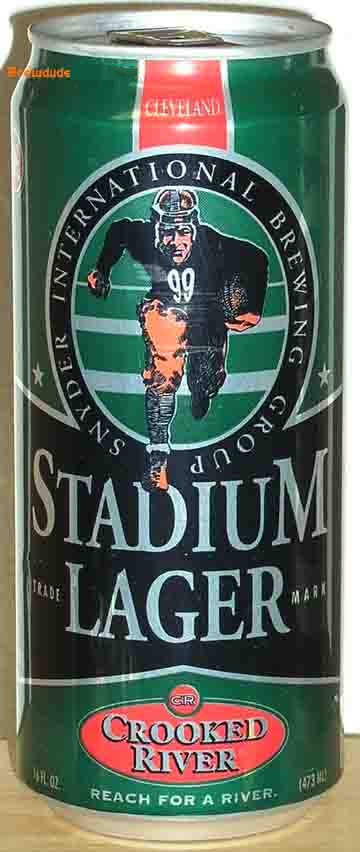 Beerdude
CLEVELAND
SNYDER INTERNATIONAL BREWING GROUP
99
STADIUM
TRADE LAGER MARK
CR
CROOKED
RIVER
16 FL. OZ. (473 ML)
REACH FOR A RIVER.